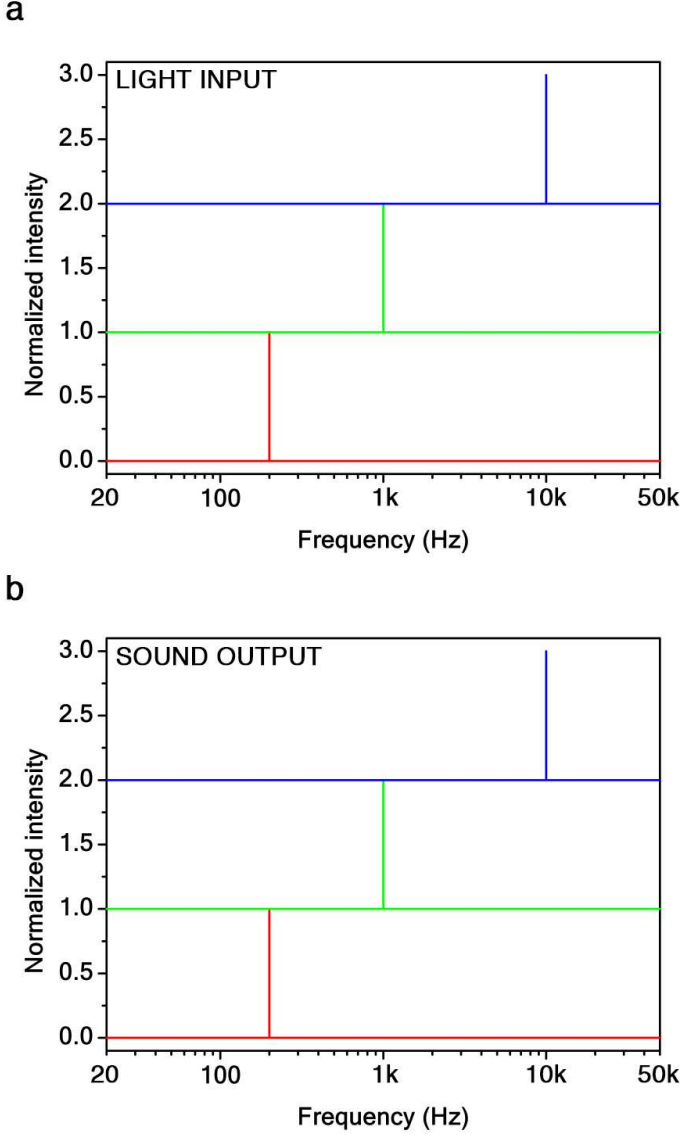 a
LIGHT INPUT
3.0
2.5
2.0
1.5
1.0
0.5
0.0
Normalized intensity
20 100 1k 10k 50k
Frequency (Hz)
b
SOUND OUTPUT
3.0
2.5
2.0
1.5
1.0
0.5
0.0
Normalized intensity
20 100 1k 10k 50k
Frequency (Hz)